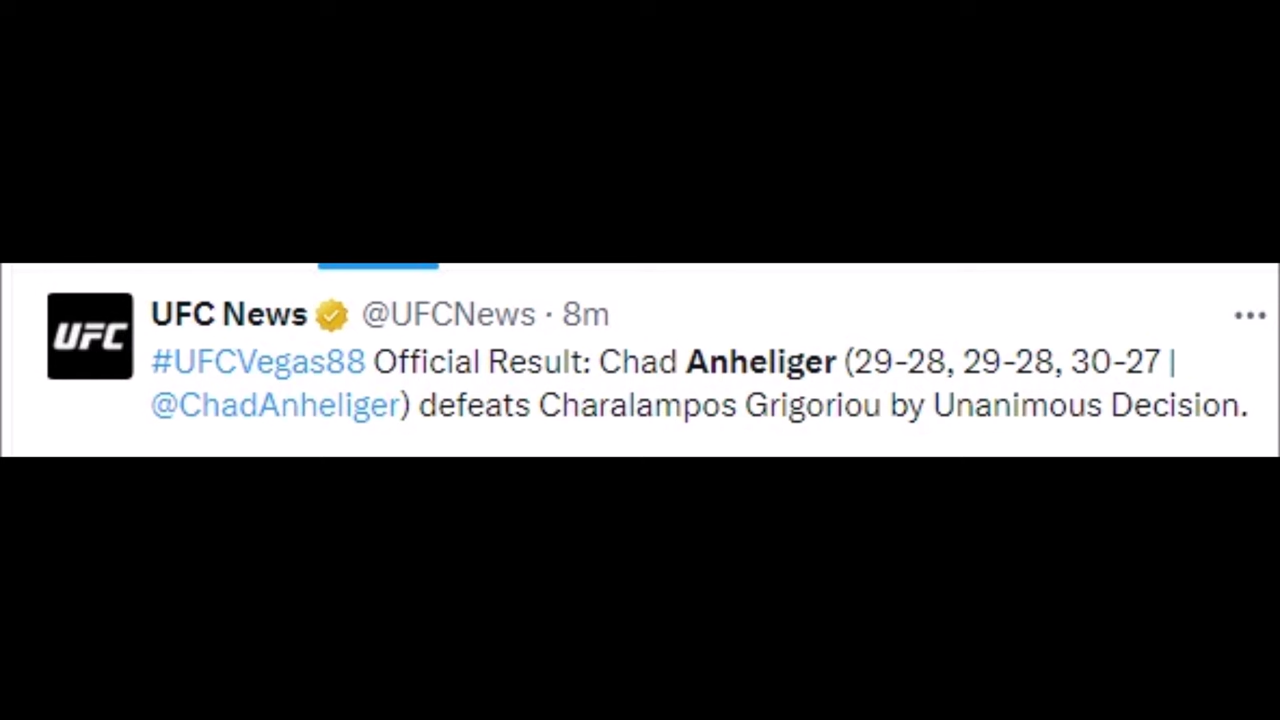 UFC
UFC News @UFCNews · 8m
#UFCVegas88 Official Result: Chad Anheliger (29-28, 29-28, 30-27 |
@ChadAnheliger) defeats Charalampos Grigoriou by Unanimous Decision.